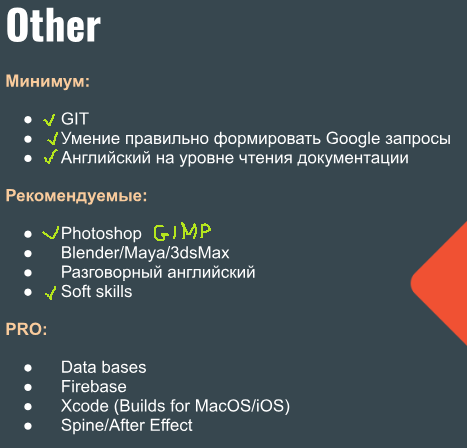 Other
Минимум:
● GIT
● Умение правильно формировать Google запросы
● Английский на уровне чтения документации
Рекомендуемые:
● Photoshop GIMP
● Blender/Maya/3dsMax
● Разговорный английский
● Soft skills
PRO:
● Data bases
● Firebase
● Xcode (Builds for MacOS/iOS)
● Spine/After Effect